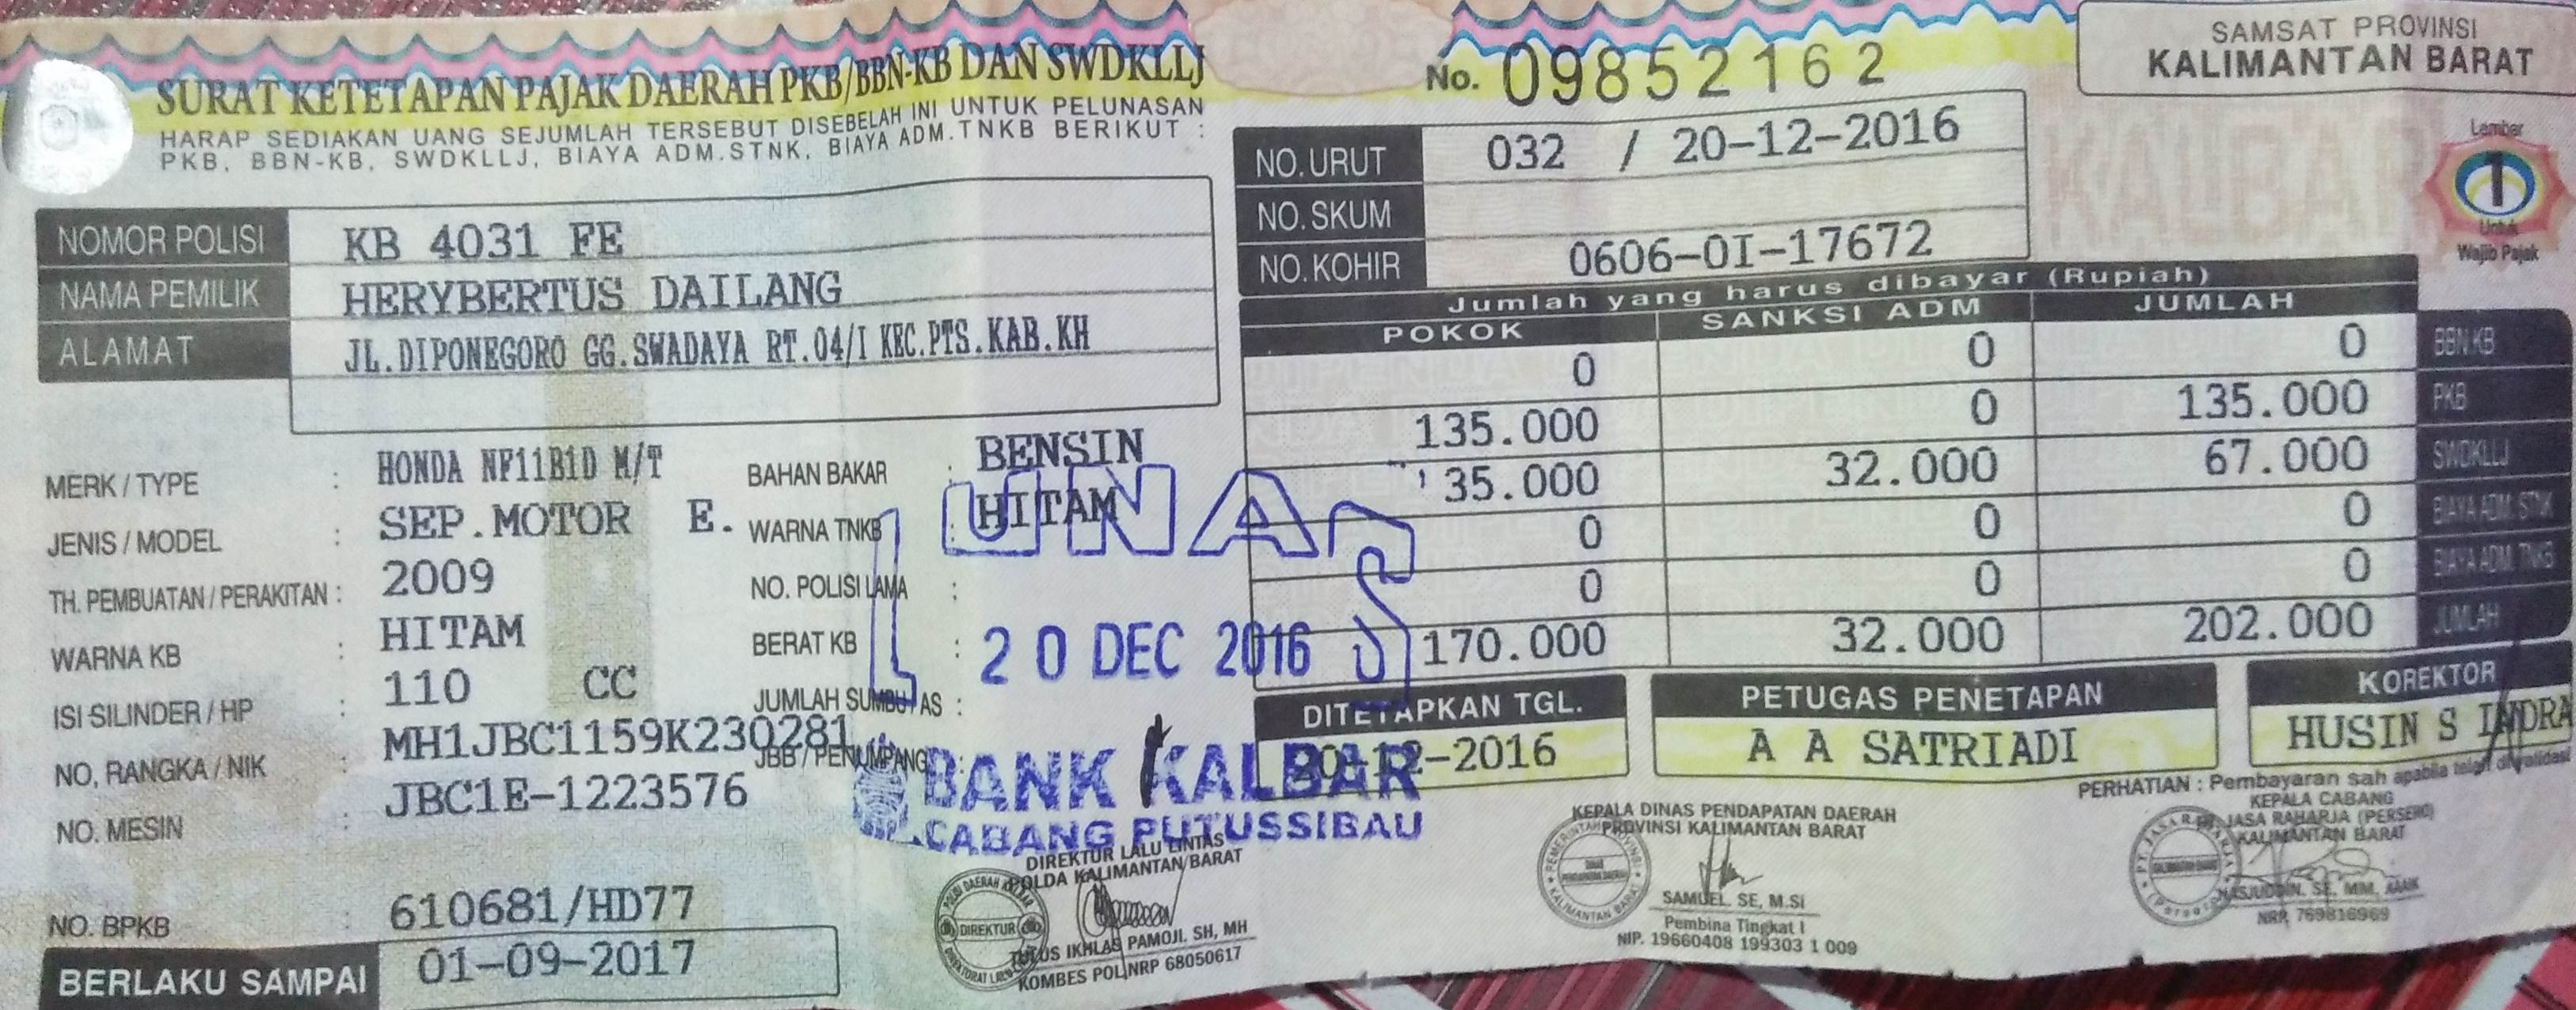 SURAT KETETAPAN PAJAK DAERAH PKB/BBN-KB DAN SWDKLLJ
HARAP SEDIAKAN UANG SEJUMLAH TERSEBUT DISEBELAH INI UNTUK PELUNASAN
PKB, BBN-KB, SWDKLLJ, BIAYA ADM.STNK, BIAYA ADM.TNKB BERIKUT :
No. 09852162
SAMSAT PROVINSI
KALIMANTAN BARAT
Lembar
1
Untuk
Wajib Pajak
NO. URUT 032 / 20-12-2016
NO. SKUM
NO. KOHIR 0606-OI-17672
NOMOR POLISI KB 4031 FE
NAMA PEMILIK HERYBERTUS DAILANG
ALAMAT JL.DIPONEGORO GG.SWADAYA RT.04/I KEC.PTS.KAB.KH
Jumlah yang harus dibayar (Rupiah)
POKOK SANKSI ADM JUMLAH
0 0 0 BBN.KB
135.000 0 135.000 PKB
35.000 32.000 67.000 SWDKLLJ
0 0 0 BIAYA ADM. STNK
0 0 0 BIAYA ADM. TNKB
170.000 32.000 202.000 JUMLAH
MERK / TYPE : HONDA NF11B1D M/T
JENIS / MODEL : SEP.MOTOR E.
TH. PEMBUATAN / PERAKITAN : 2009
WARNA KB : HITAM
ISI SILINDER / HP : 110 CC
NO, RANGKA / NIK : MH1JBC1159K230281
NO. MESIN : JBC1E-1223576
NO. BPKB : 610681/HD77
BERLAKU SAMPAI 01-09-2017
BAHAN BAKAR : BENSIN
WARNA TNKB : HITAM
NO. POLISI LAMA :
BERAT KB :
JUMLAH SUMBU / AS :
JBB / PENUMPANG :
LUNAS
20 DEC 2016
BANK KALBAR
CABANG PUTUSSIBAU
DITETAPKAN TGL. 20-12-2016
PETUGAS PENETAPAN A A SATRIADI
KOREKTOR HUSIN S INDRA
PERHATIAN : Pembayaran sah apabila telah divalidasi
DIREKTUR LALU LINTAS
POLDA KALIMANTAN BARAT
DIREKTUR
TULUS IKHLAS PAMOJI. SH, MH
KOMBES POL NRP 68050617
KEPALA DINAS PENDAPATAN DAERAH
PROVINSI KALIMANTAN BARAT
SAMUEL. SE, M.Si
Pembina Tingkat I
NIP. 19660408 199303 1 009
KEPALA CABANG
PT. JASA RAHARJA (PERSERO)
KALIMANTAN BARAT
SE, MM, AAAIK
NRP. 769816969